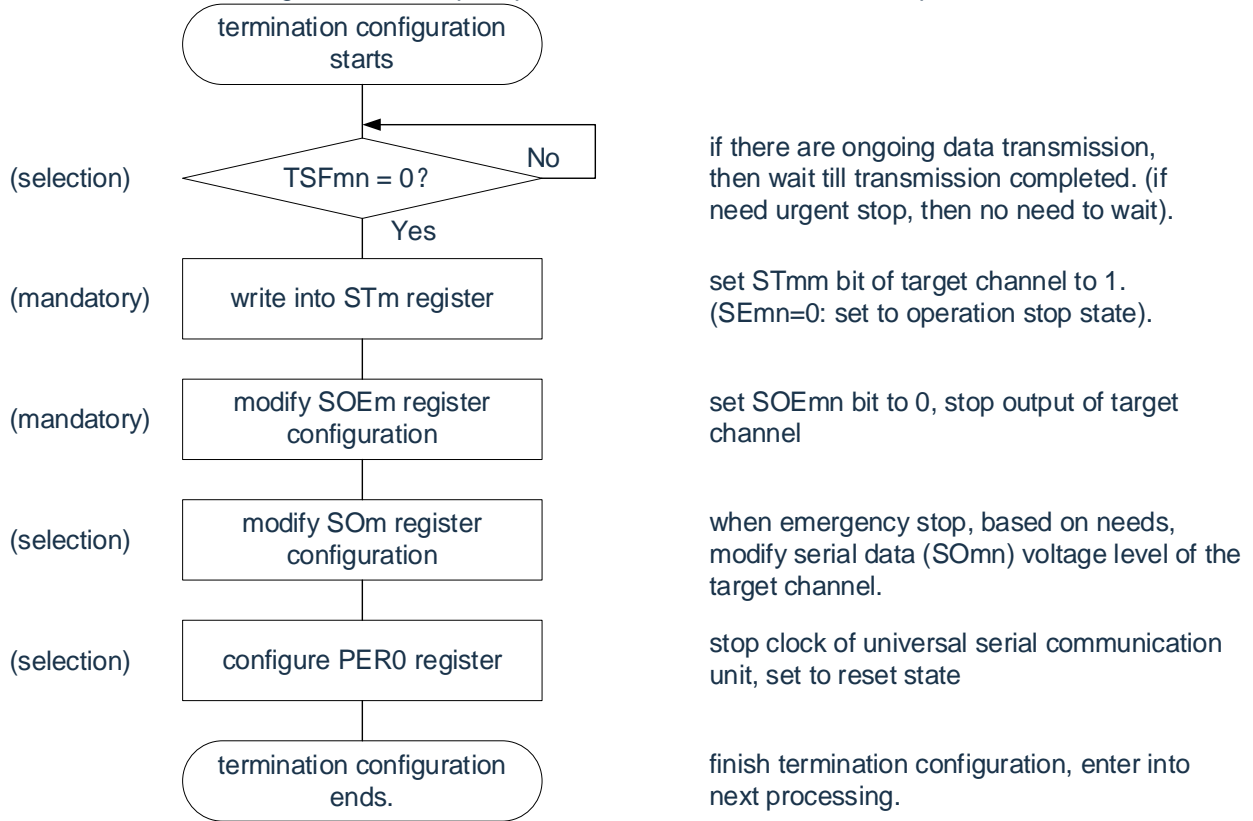 termination configuration
starts
(selection)
TSFmn = 0?
No
Yes
if there are ongoing data transmission,
then wait till transmission completed. (if
need urgent stop, then no need to wait).
(mandatory)
write into STm register
set STmm bit of target channel to 1.
(SEmn=0: set to operation stop state).
(mandatory)
modify SOEm register
configuration
set SOEmn bit to 0, stop output of target
channel
(selection)
modify SOm register
configuration
when emergency stop, based on needs,
modify serial data (SOmn) voltage level of the
target channel.
(selection)
configure PER0 register
stop clock of universal serial communication
unit, set to reset state
termination configuration
ends.
finish termination configuration, enter into
next processing.